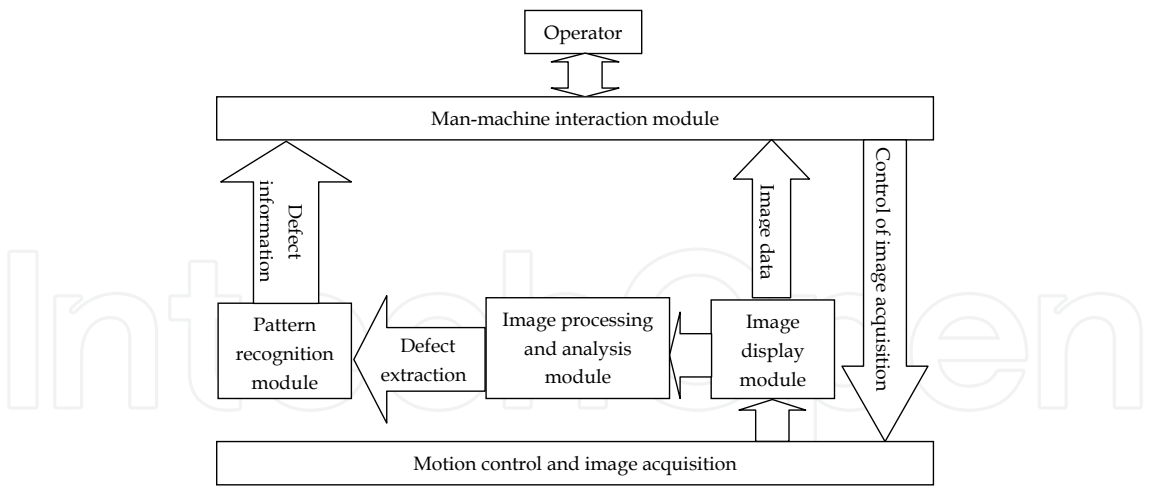 Operator
Man-machine interaction module
Defect
information
Image data
Control of image acquisition
Pattern
recognition
module
Defect
extraction
Image processing
and analysis
module
Image
display
module
Motion control and image acquisition
IntechOpen